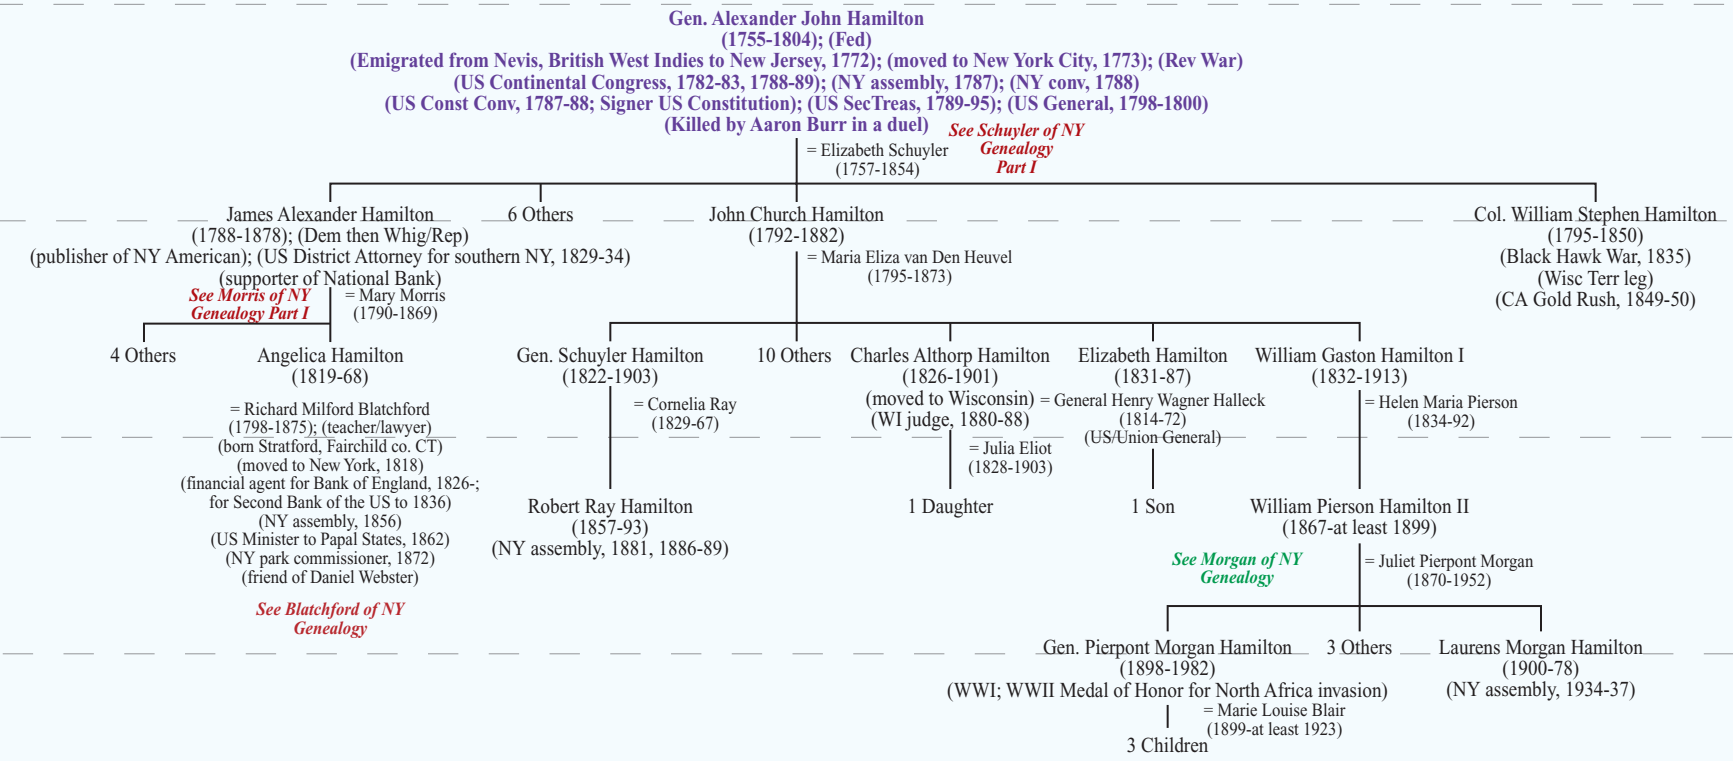 Gen. Alexander John Hamilton
(1755-1804); (Fed)
(Emigrated from Nevis, British West Indies to New Jersey, 1772); (moved to New York City, 1773); (Rev War)
(US Continental Congress, 1782-83, 1788-89); (NY assembly, 1787); (NY conv, 1788)
(US Const Conv, 1787-88; Signer US Constitution); (US SecTreas, 1789-95); (US General, 1798-1800)
(Killed by Aaron Burr in a duel)
See Schuyler of NY
Genealogy
Part I
= Elizabeth Schuyler
(1757-1854)
James Alexander Hamilton
(1788-1878); (Dem then Whig/Rep)
(publisher of NY American); (US District Attorney for southern NY, 1829-34)
(supporter of National Bank)
See Morris of NY
Genealogy Part I
= Mary Morris
(1790-1869)
6 Others
John Church Hamilton
(1792-1882)
= Maria Eliza van Den Heuvel
(1795-1873)
Col. William Stephen Hamilton
(1795-1850)
(Black Hawk War, 1835)
(Wisc Terr leg)
(CA Gold Rush, 1849-50)
4 Others
Angelica Hamilton
(1819-68)
= Richard Milford Blatchford
(1798-1875); (teacher/lawyer)
(born Stratford, Fairchild co. CT)
(moved to New York, 1818)
(financial agent for Bank of England, 1826-;
for Second Bank of the US to 1836)
(NY assembly, 1856)
(US Minister to Papal States, 1862)
(NY park commissioner, 1872)
(friend of Daniel Webster)
See Blatchford of NY
Genealogy
Gen. Schuyler Hamilton
(1822-1903)
= Cornelia Ray
(1829-67)
Robert Ray Hamilton
(1857-93)
(NY assembly, 1881, 1886-89)
10 Others
Charles Althorp Hamilton
(1826-1901)
(moved to Wisconsin)
(WI judge, 1880-88)
= Julia Eliot
(1828-1903)
1 Daughter
Elizabeth Hamilton
(1831-87)
= General Henry Wagner Halleck
(1814-72)
(US/Union General)
1 Son
William Gaston Hamilton I
(1832-1913)
= Helen Maria Pierson
(1834-92)
William Pierson Hamilton II
(1867-at least 1899)
See Morgan of NY
Genealogy
= Juliet Pierpont Morgan
(1870-1952)
Gen. Pierpont Morgan Hamilton
(1898-1982)
(WWI; WWII Medal of Honor for North Africa invasion)
= Marie Louise Blair
(1899-at least 1923)
3 Children
3 Others
Laurens Morgan Hamilton
(1900-78)
(NY assembly, 1934-37)